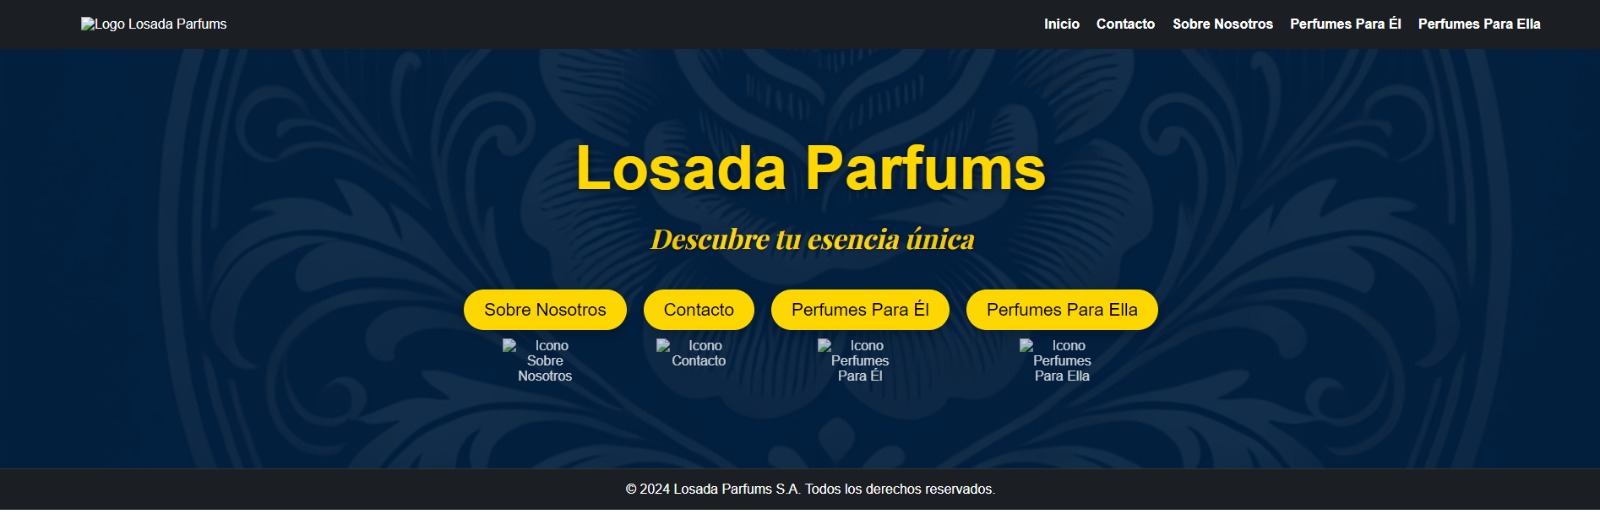 Logo Losada Parfums
Inicio Contacto Sobre Nosotros Perfumes Para Él Perfumes Para Ella
Losada Parfums
Descubre tu esencia única
Sobre Nosotros
Contacto
Perfumes Para Él
Perfumes Para Ella
Icono
Sobre
Nosotros
Icono
Contacto
Icono
Perfumes
Para Él
Icono
Perfumes
Para Ella
© 2024 Losada Parfums S.A. Todos los derechos reservados.